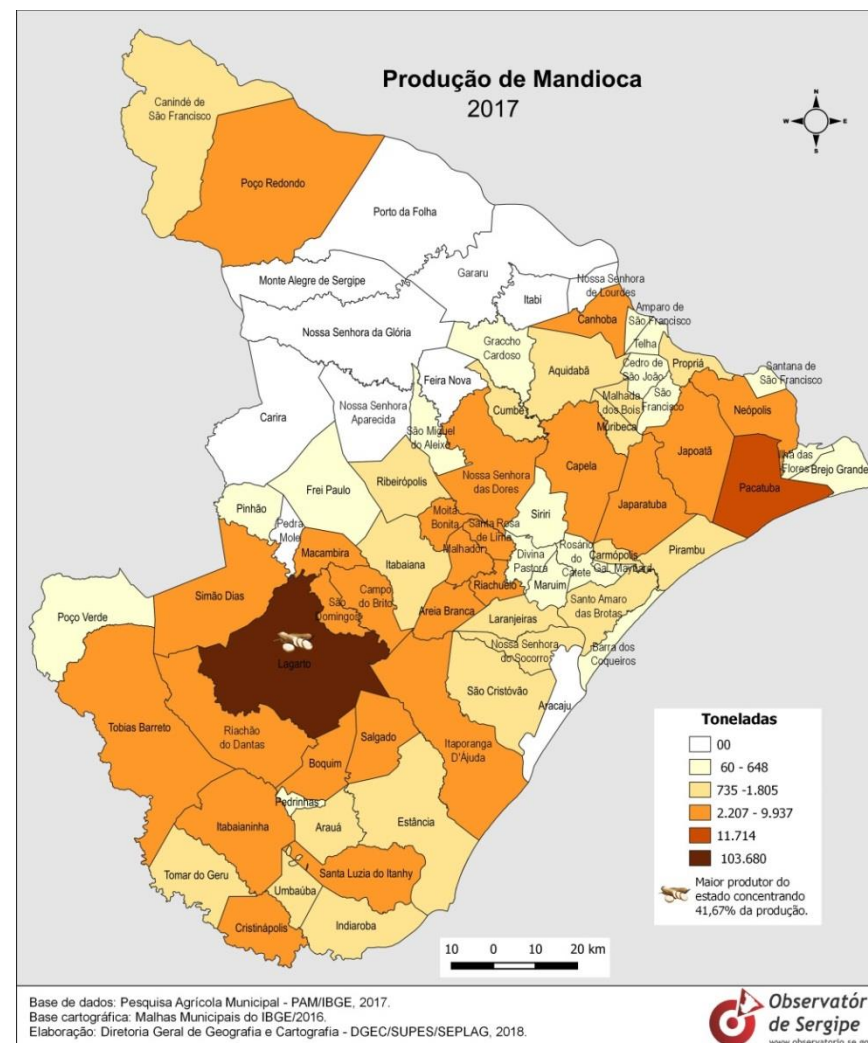 Produção de Mandioca
2017
N
W
E
S
Canindé de
São Francisco
Poço Redondo
Porto da Folha
Monte Alegre de Sergipe
Gararu
Itabi
Nossa Senhora
de Lourdes
Nossa Senhora da Glória
Canhoba
Amparo de
São Francisco
Telha
Graccho
Cardoso
Feira Nova
Aquidabã
Cedro de
São João
Propriá
Santana de
São Francisco
Carira
Nossa Senhora
Aparecida
São Miguel
do Aleixo
Cumbe
Malhada
dos Bois
São
Francisco
Muribeca
Neópolis
Nossa Senhora
das Dores
Capela
Japoatã
Ilha das
Flores
Brejo Grande
Pacatuba
Frei Paulo
Ribeirópolis
Pinhão
Pedra
Mole
Moita
Bonita
Santa Rosa
de Lima
Siriri
Japaratuba
Macambira
Itabaiana
Malhador
Divina
Pastora
Rosário
do
Catete
Carmópolis
Gal. Maynard
Pirambu
Simão Dias
São
Domingos
Campo
do Brito
Riachuelo
Maruim
Areia Branca
Santo Amaro
das Brotas
Poço Verde
Laranjeiras
Lagarto
Nossa Senhora
do Socorro
Barra dos
Coqueiros
São Cristóvão
Aracaju
Tobias Barreto
Riachão
do Dantas
Salgado
Itaporanga
D'Ajuda
Boquim
Pedrinhas
Itabaianinha
Arauá
Estância
Tomar do Geru
Santa Luzia do Itanhy
Umbaúba
Cristinápolis
Indiaroba
Toneladas
00
60 - 648
735 -1.805
2.207 - 9.937
11.714
103.680
Maior produtor do
estado concentrando
41,67% da produção.
10 0 10 20 km
Base de dados: Pesquisa Agrícola Municipal - PAM/IBGE, 2017.
Base cartográfica: Malhas Municipais do IBGE/2016.
Elaboração: Diretoria Geral de Geografia e Cartografia - DGEC/SUPES/SEPLAG, 2018.
Observatór
de Sergipe